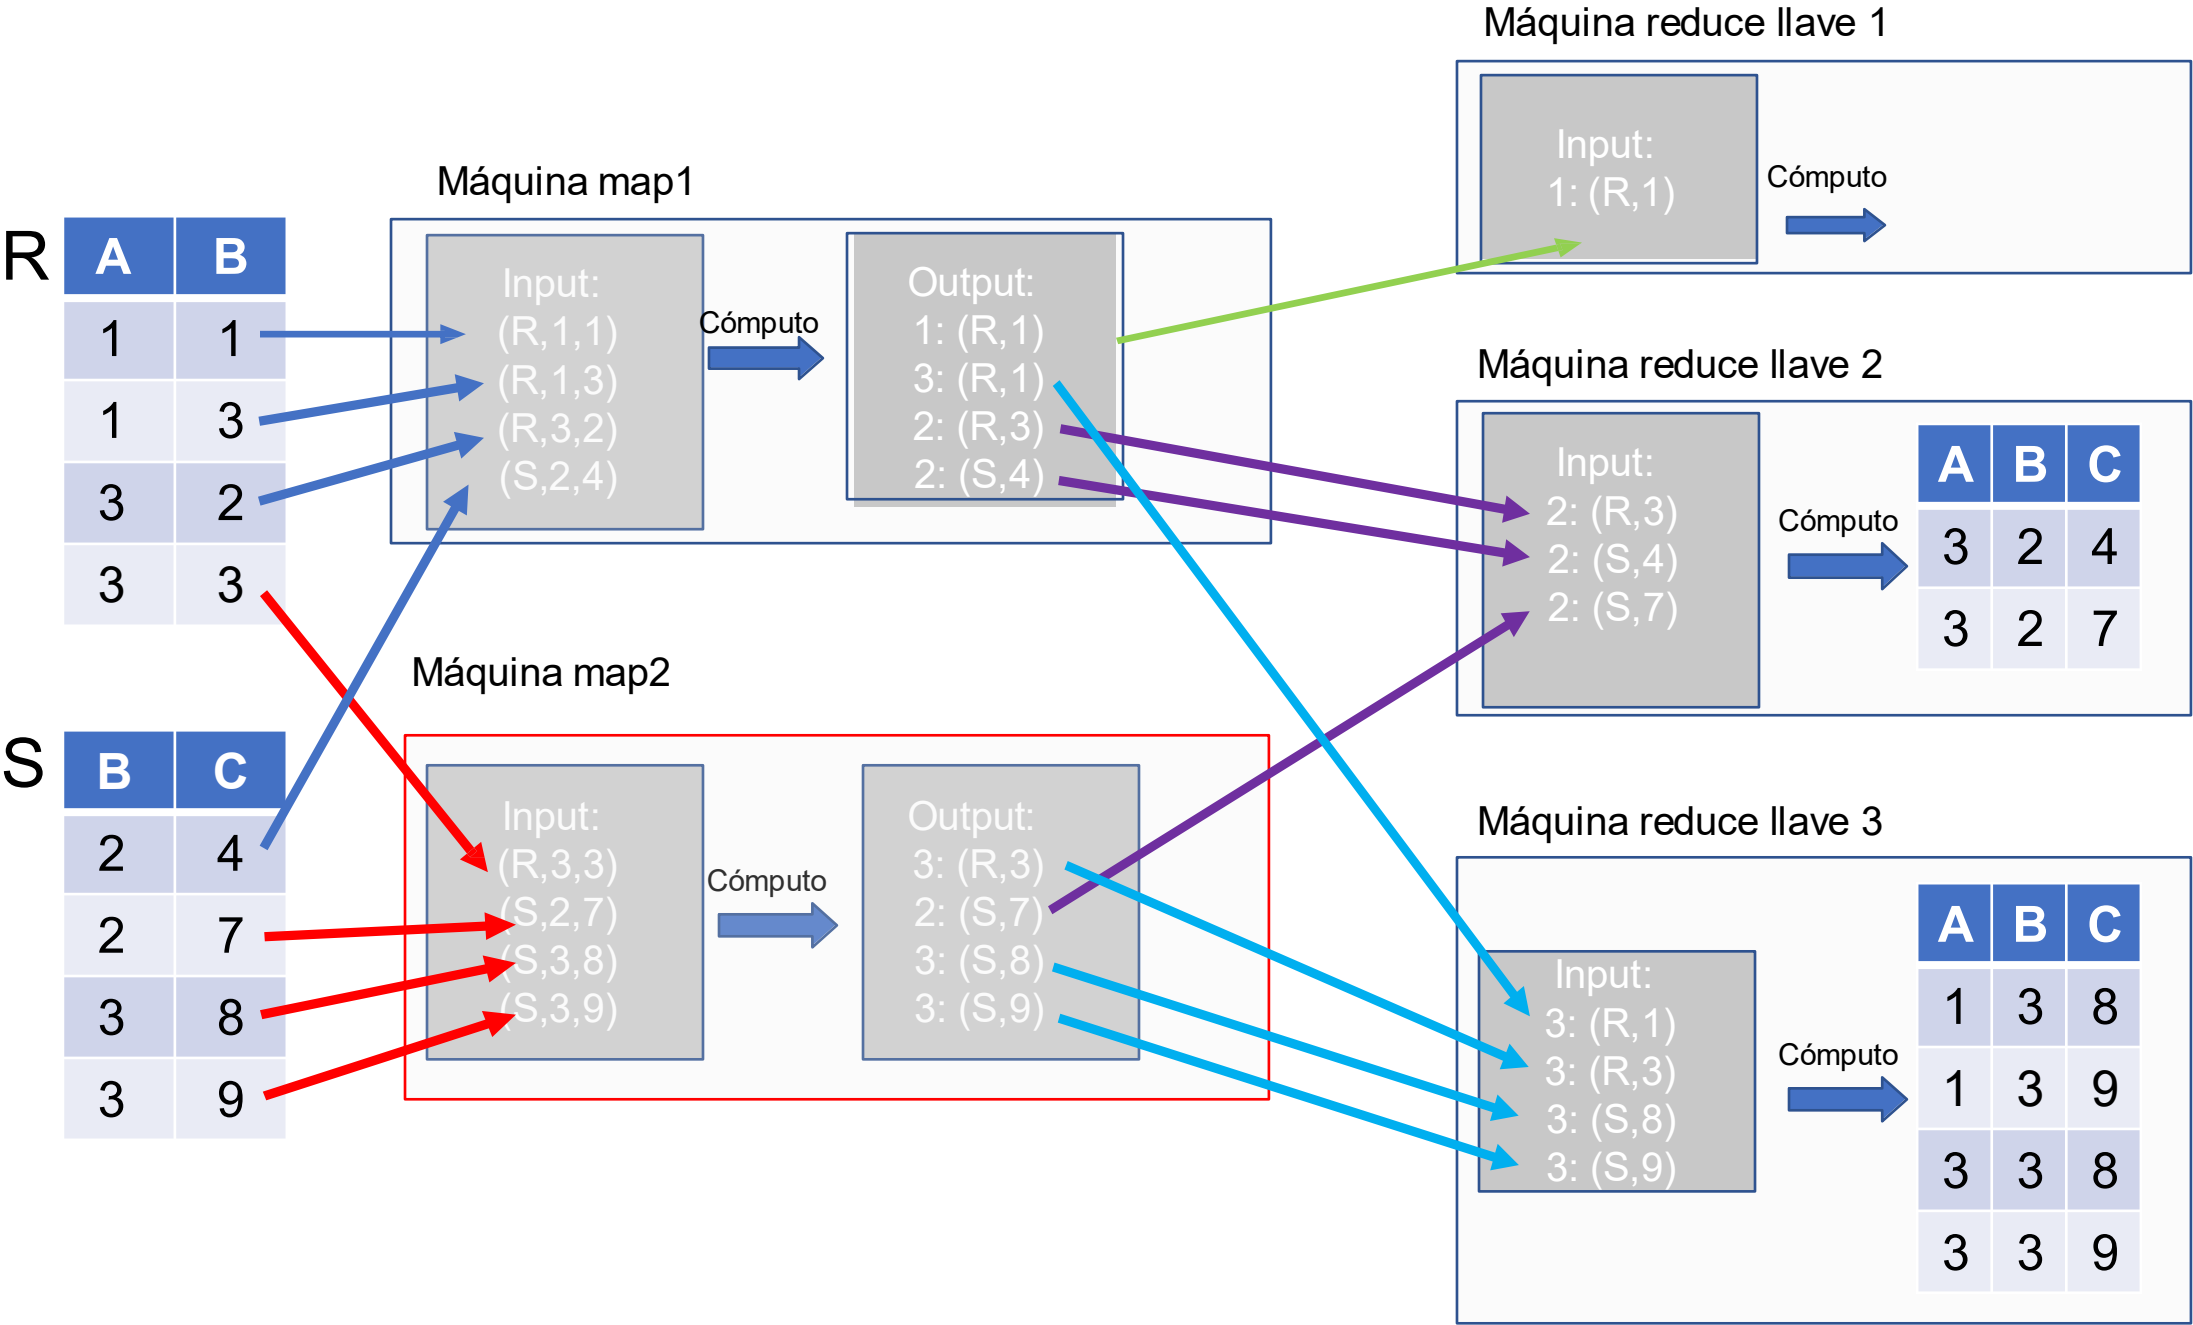 R
A B
1 1
1 3
3 2
3 3
S
B C
2 4
2 7
3 8
3 9
Máquina map1
Input:
(R,1,1)
(R,1,3)
(R,3,2)
(S,2,4)
Cómputo
Output:
1: (R,1)
3: (R,1)
2: (R,3)
2: (S,4)
Máquina map2
Input:
(R,3,3)
(S,2,7)
(S,3,8)
(S,3,9)
Cómputo
Output:
3: (R,3)
2: (S,7)
3: (S,8)
3: (S,9)
Máquina reduce llave 1
Input:
1: (R,1)
Cómputo
Máquina reduce llave 2
Input:
2: (R,3)
2: (S,4)
2: (S,7)
Cómputo
A B C
3 2 4
3 2 7
Máquina reduce llave 3
Input:
3: (R,1)
3: (R,3)
3: (S,8)
3: (S,9)
Cómputo
A B C
1 3 8
1 3 9
3 3 8
3 3 9